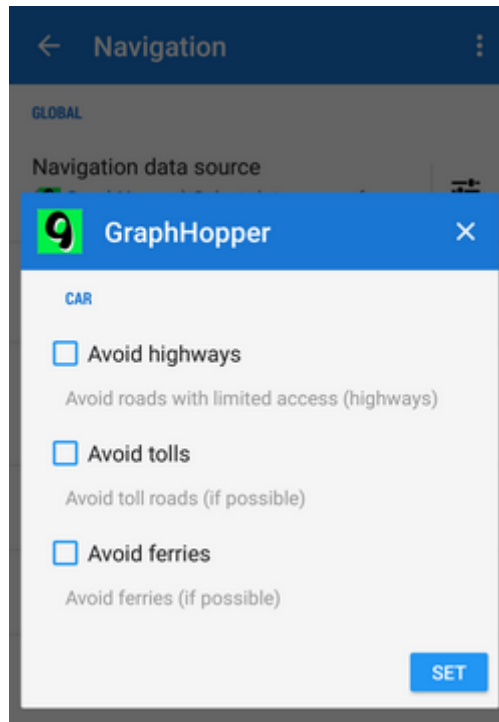 Navigation
GLOBAL
Navigation data source
GraphHopper
CAR
Avoid highways
Avoid roads with limited access (highways)
Avoid tolls
Avoid toll roads (if possible)
Avoid ferries
Avoid ferries (if possible)
SET